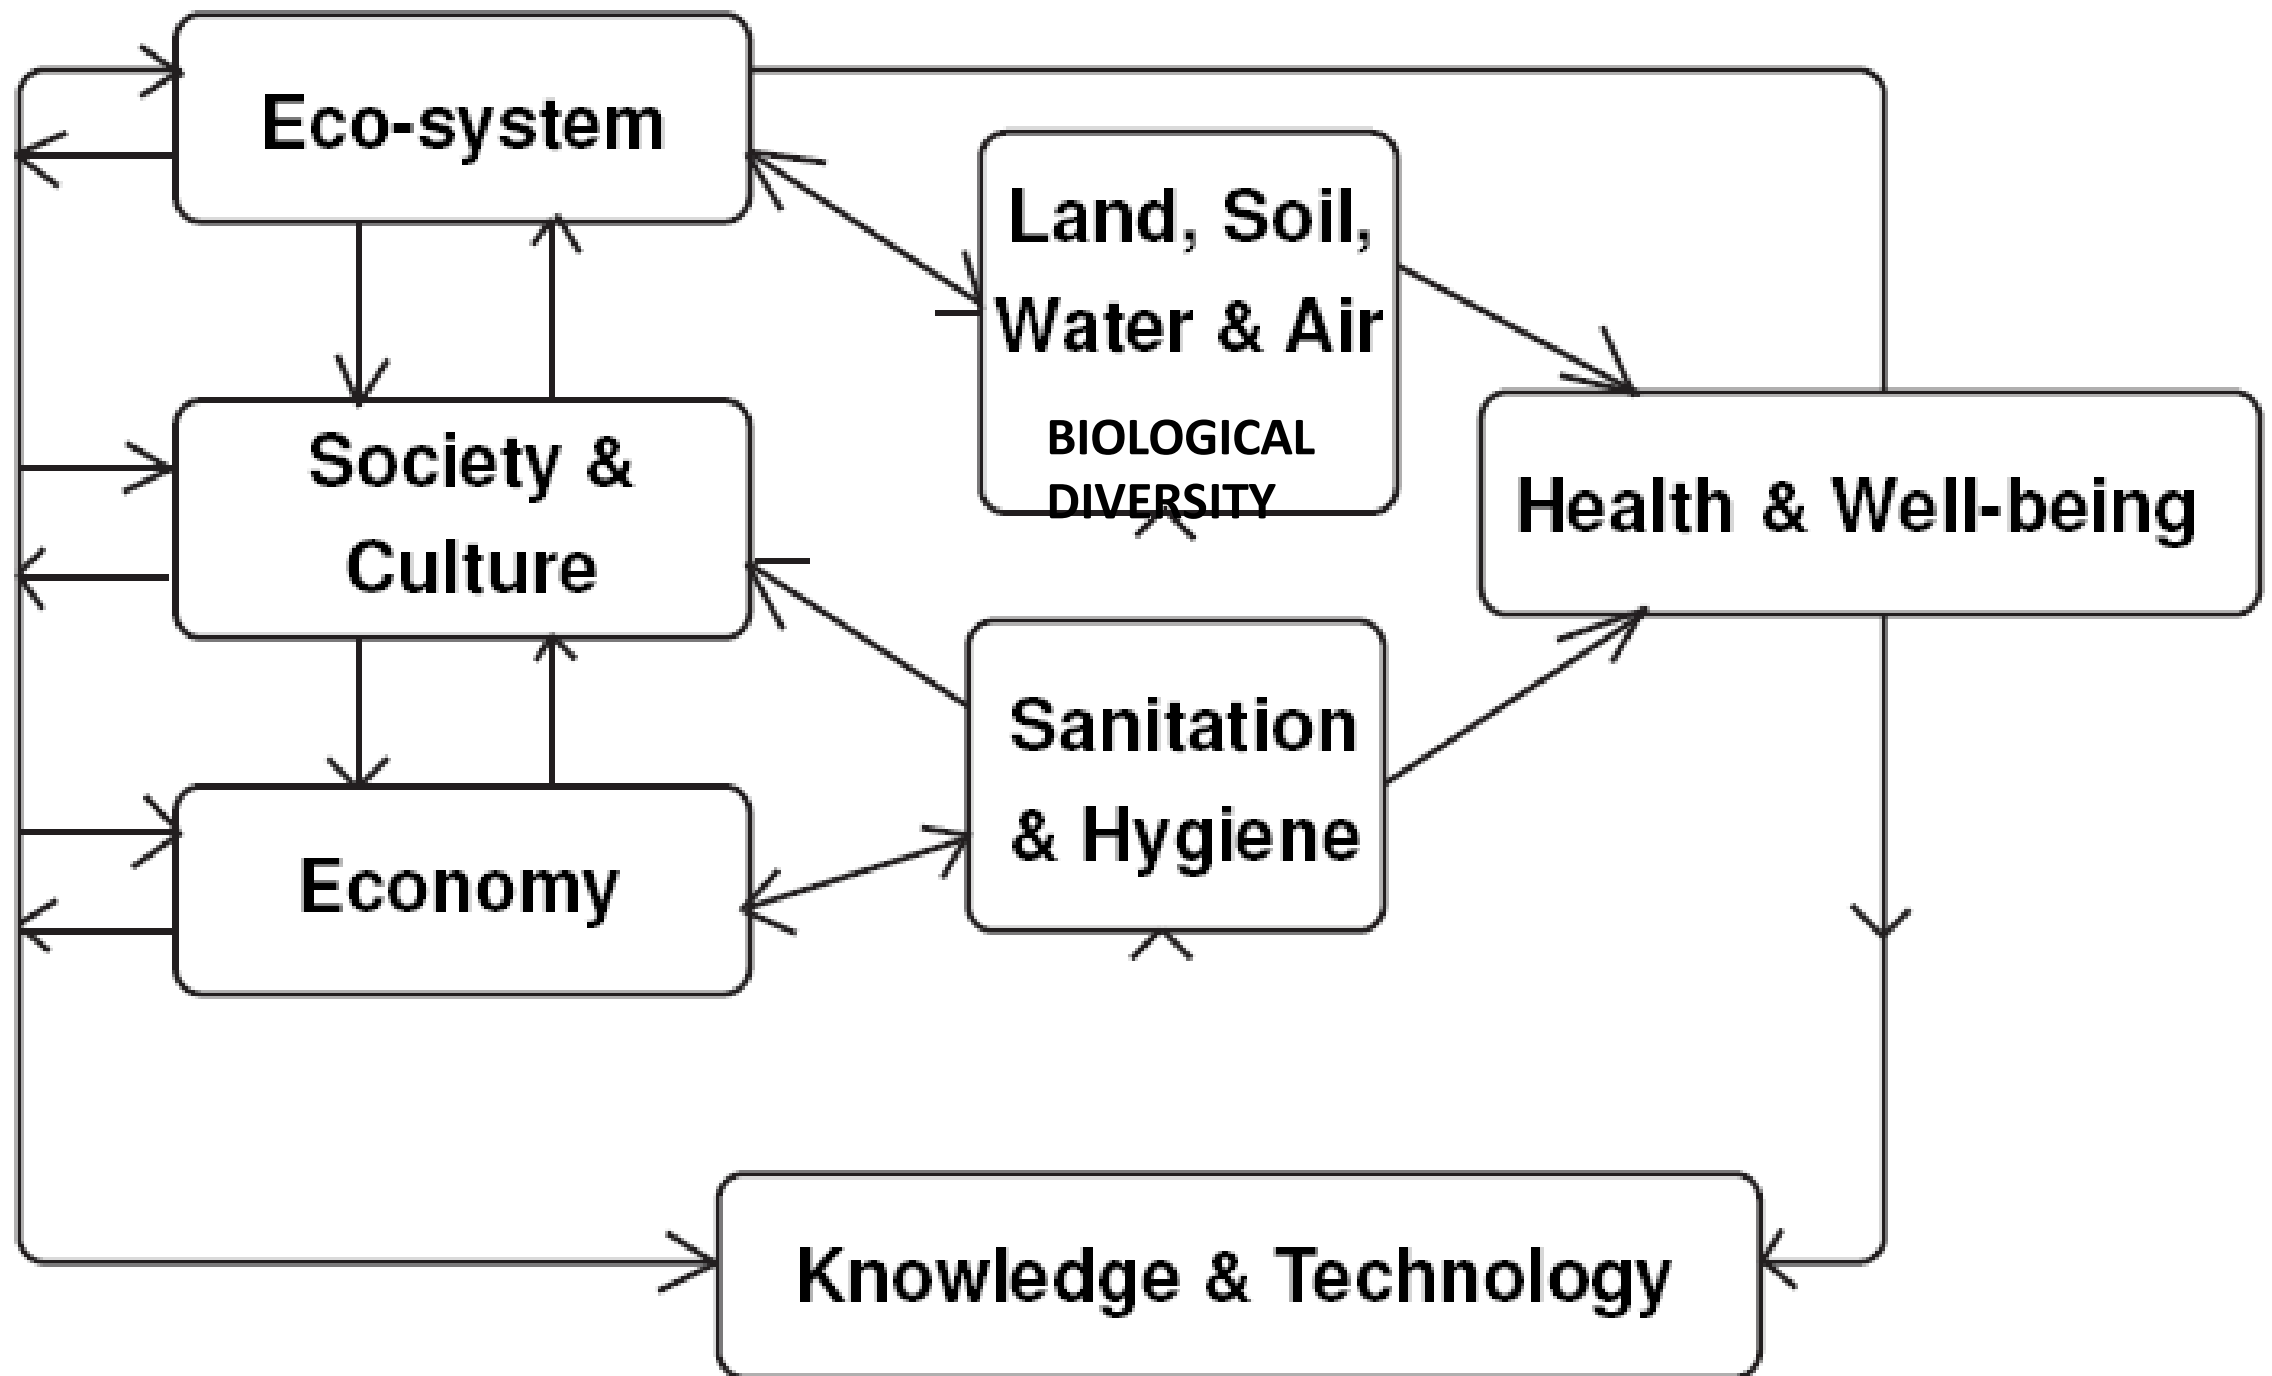 Eco-system
Land, Soil,
Water & Air
BIOLOGICAL
DIVERSITY
Society &
Culture
Health & Well-being
Sanitation
& Hygiene
Economy
Knowledge & Technology